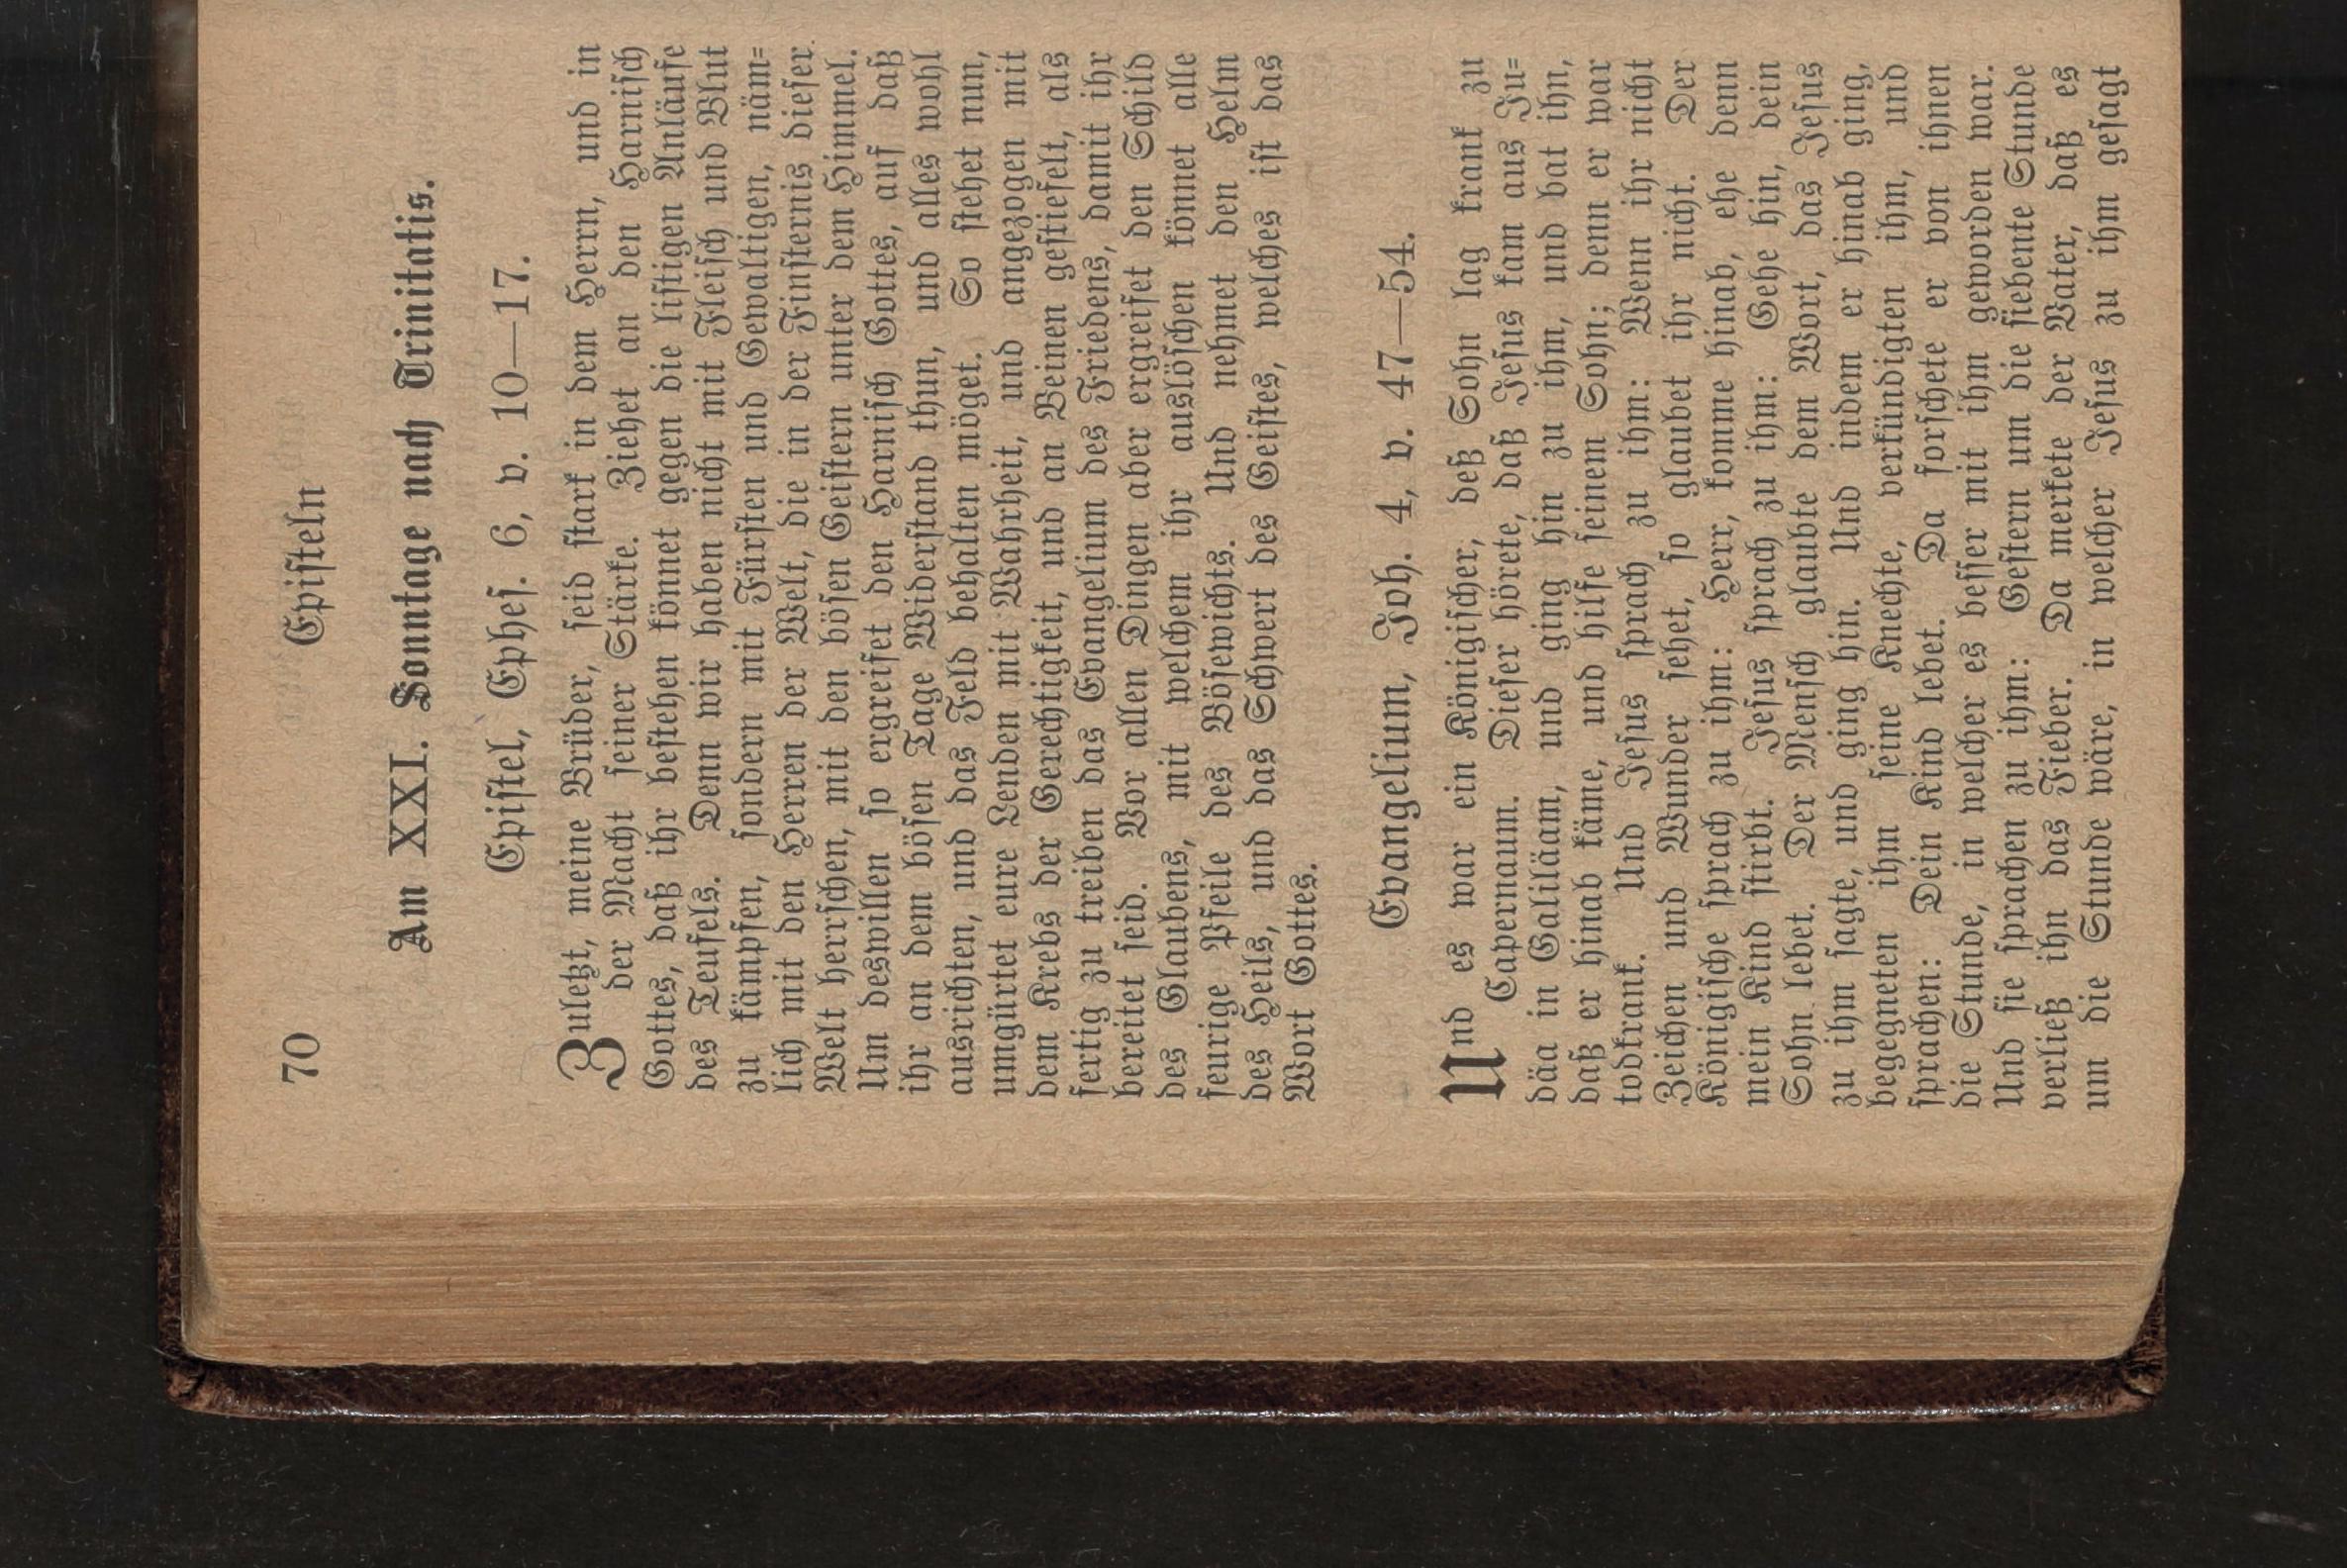 70 Epiſteln
Am XXI. Sonntage nach Trinitatis.
Epiſtel, Epheſ. 6, v. 10—17.
Zuletzt, meine Brüder, ſeid ſtark in dem Herrn, und in
der Macht ſeiner Stärke. Ziehet an den Harniſch
Gottes, daß ihr beſtehen könnet gegen die liſtigen Anläufe
des Teufels. Denn wir haben nicht mit Fleiſch und Blut
zu kämpfen, ſondern mit Fürſten und Gewaltigen, näm=
lich mit den Herren der Welt, die in der Finſternis dieſer
Welt herrſchen, mit den böſen Geiſtern unter dem Himmel.
Um deswillen ſo ergreifet den Harniſch Gottes, auf daß
ihr an dem böſen Tage Widerſtand thun, und alles wohl
ausrichten, und das Feld behalten möget. So ſtehet nun,
umgürtet eure Lenden mit Wahrheit, und angezogen mit
dem Krebs der Gerechtigkeit, und an Beinen geſtiefelt, als
fertig zu treiben das Evangelium des Friedens, damit ihr
bereitet ſeid. Vor allen Dingen aber ergreifet den Schild
des Glaubens, mit welchem ihr auslöſchen könnet alle
feurige Pfeile des Böſewichts. Und nehmet den Helm
des Heils, und das Schwert des Geiſtes, welches iſt das
Wort Gottes.
Evangelium, Joh. 4, v. 47—54.
Und es war ein Königiſcher, deß Sohn lag krank zu
Capernaum. Dieſer hörete, daß Jeſus kam aus Ju=
däa in Galiläam, und ging hin zu ihm, und bat ihn,
daß er hinab käme, und hilfe ſeinem Sohn; denn er war
todkrank. Und Jeſus ſprach zu ihm: Wenn ihr nicht
Zeichen und Wunder ſehet, ſo glaubet ihr nicht. Der
Königiſche ſprach zu ihm: Herr, komme hinab, ehe denn
mein Kind ſtirbt. Jeſus ſprach zu ihm: Gehe hin, dein
Sohn lebet. Der Menſch glaubte dem Wort, das Jeſus
zu ihm ſagte, und ging hin. Und indem er hinab ging,
begegneten ihm ſeine Knechte, verkündigten ihm, und
ſprachen: Dein Kind lebet. Da forſchete er von ihnen
die Stunde, in welcher es beſſer mit ihm geworden war.
Und ſie ſprachen zu ihm: Geſtern um die ſiebente Stunde
verließ ihn das Fieber. Da merkete der Vater, daß es
um die Stunde wäre, in welcher Jeſus zu ihm geſagt